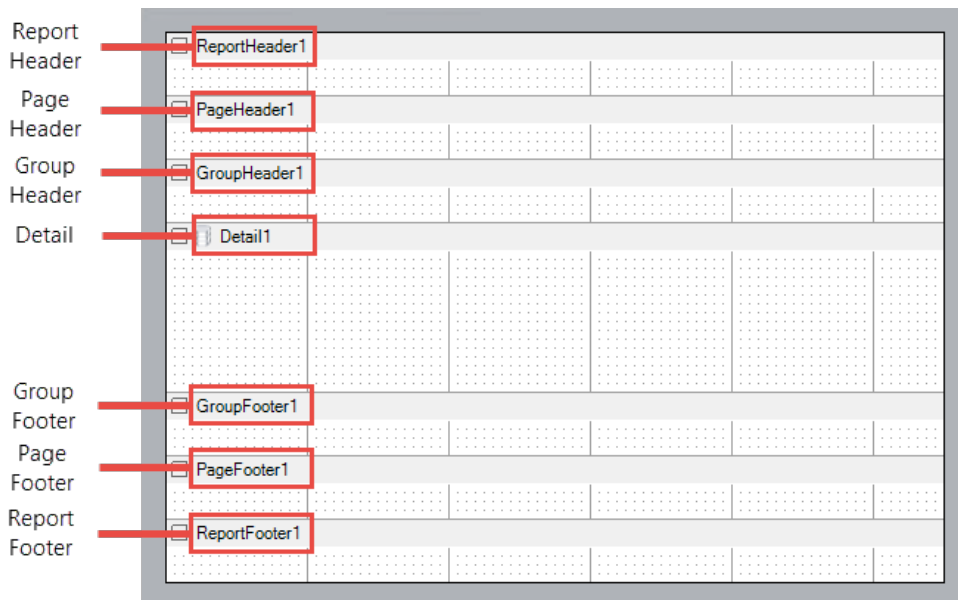 Report
Header
ReportHeader1
Page
Header
PageHeader1
Group
Header
GroupHeader1
Detail
Detail1
Group
Footer
GroupFooter1
Page
Footer
PageFooter1
Report
Footer
ReportFooter1